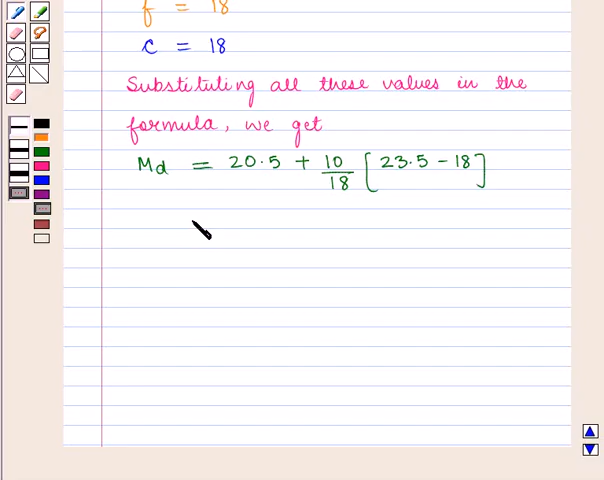 f = 18
c = 18
Substituting all these values in the
formula, we get
Md = 20.5 + 10/18 [23.5 - 18]